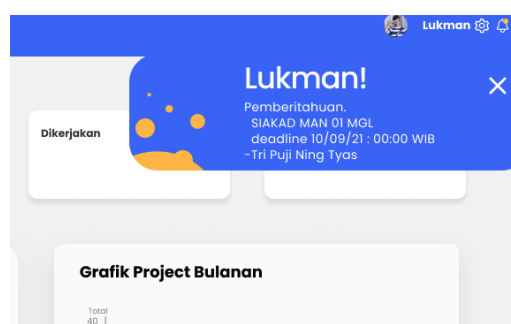 Lukman
Lukman!
Pemberitahuan.
SIAKAD MAN 01 MGL
deadline 10/09/21 : 00:00 WIB
-Tri Puji Ning Tyas
Dikerjakan
Grafik Project Bulanan
Total
40